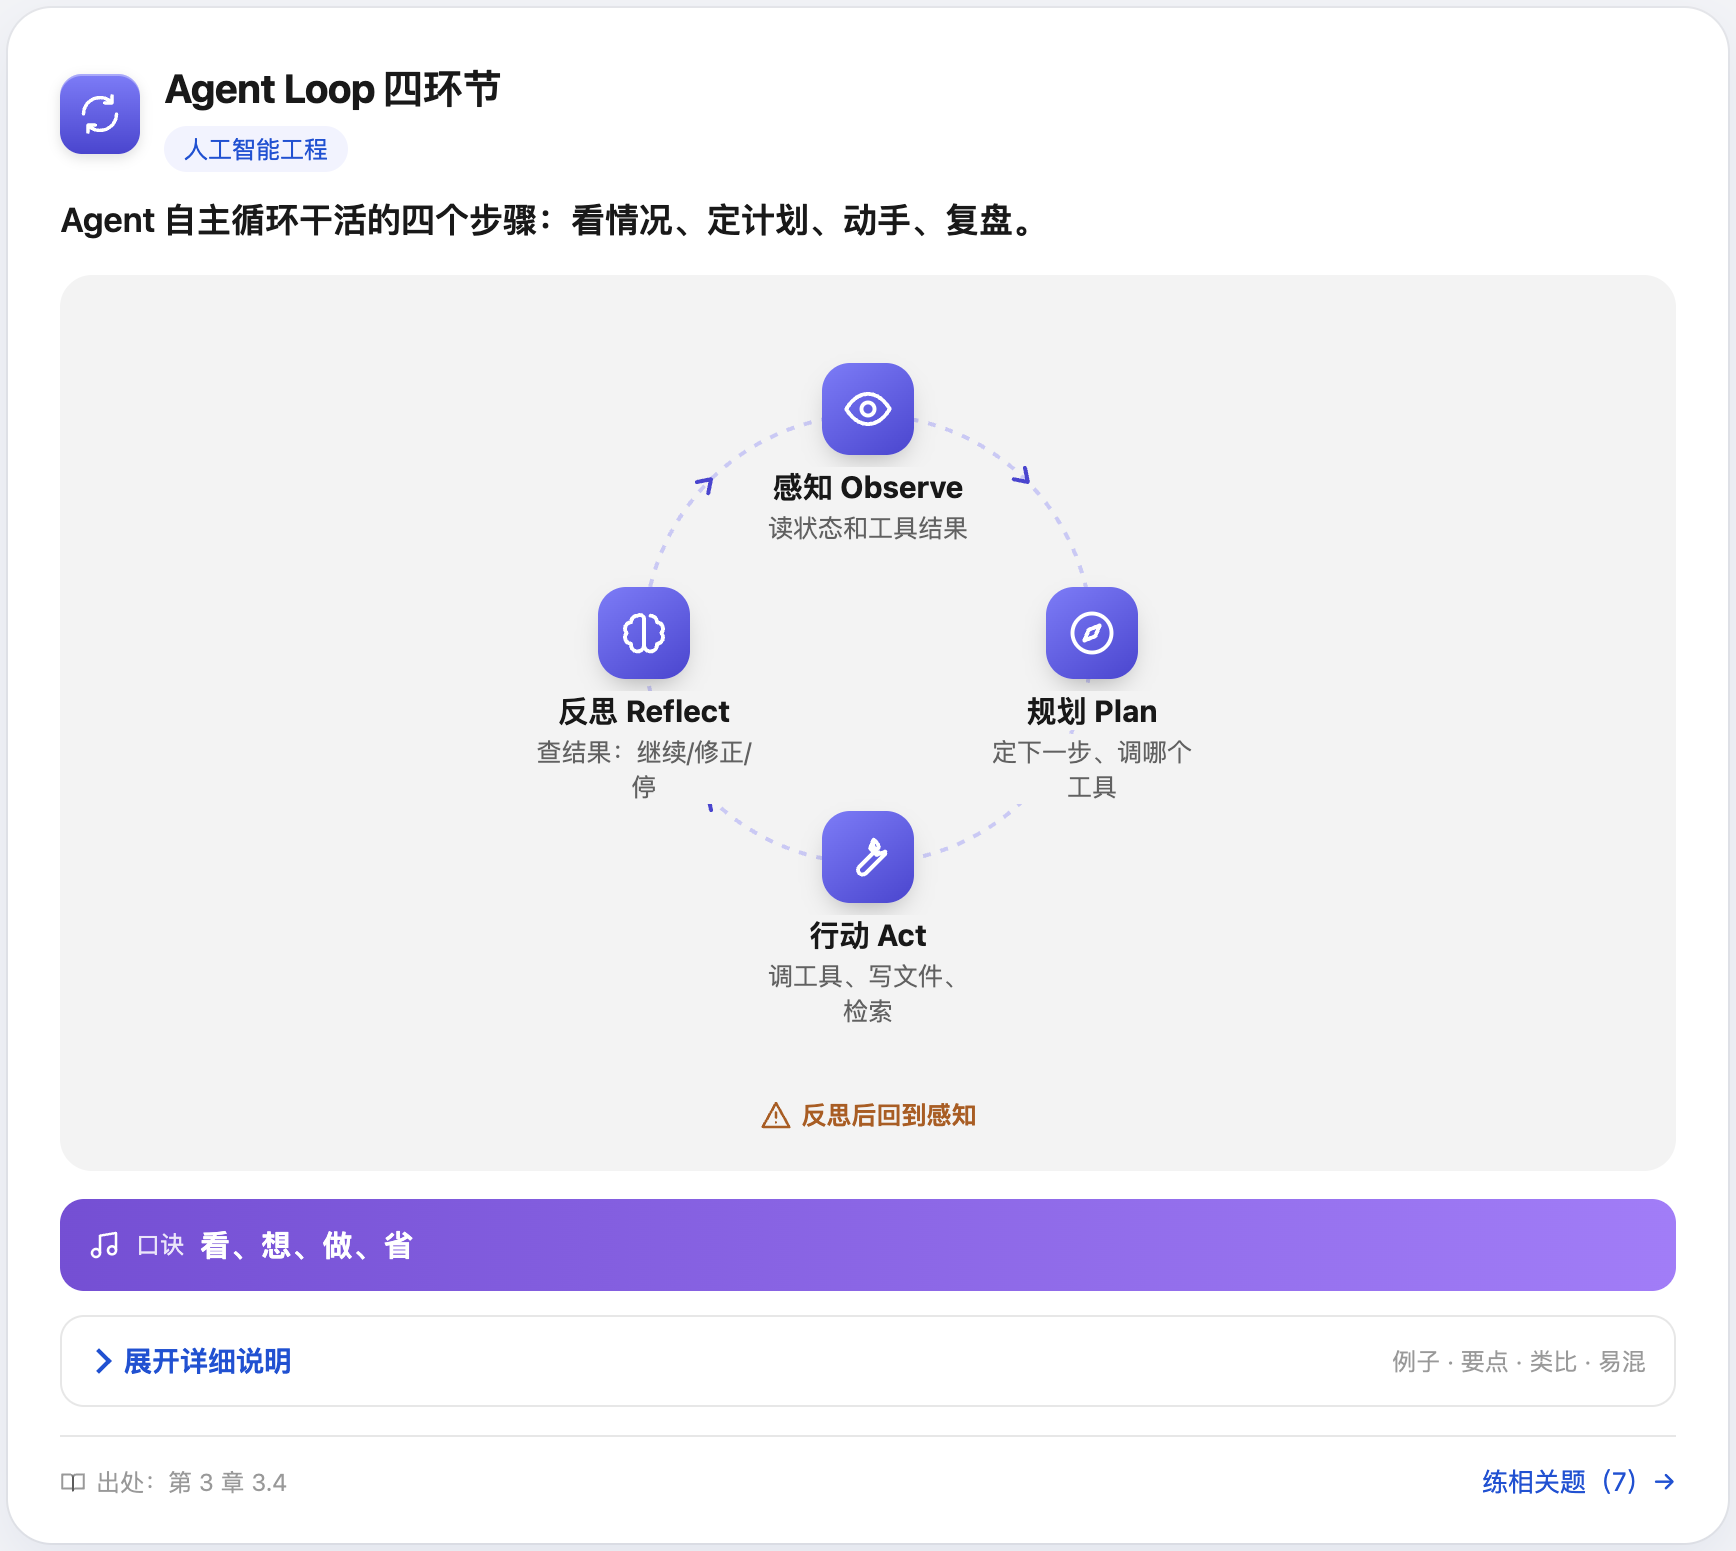 Agent Loop 四环节
人工智能工程
Agent 自主循环干活的四个步骤：看情况、定计划、动手、复盘。
感知 Observe
读状态和工具结果
反思 Reflect
查结果：继续/修正/
停
规划 Plan
定下一步、调哪个
工具
行动 Act
调工具、写文件、
检索
反思后回到感知
口诀 看、想、做、省
展开详细说明
例子 · 要点 · 类比 · 易混
出处：第 3 章 3.4
练相关题（7）